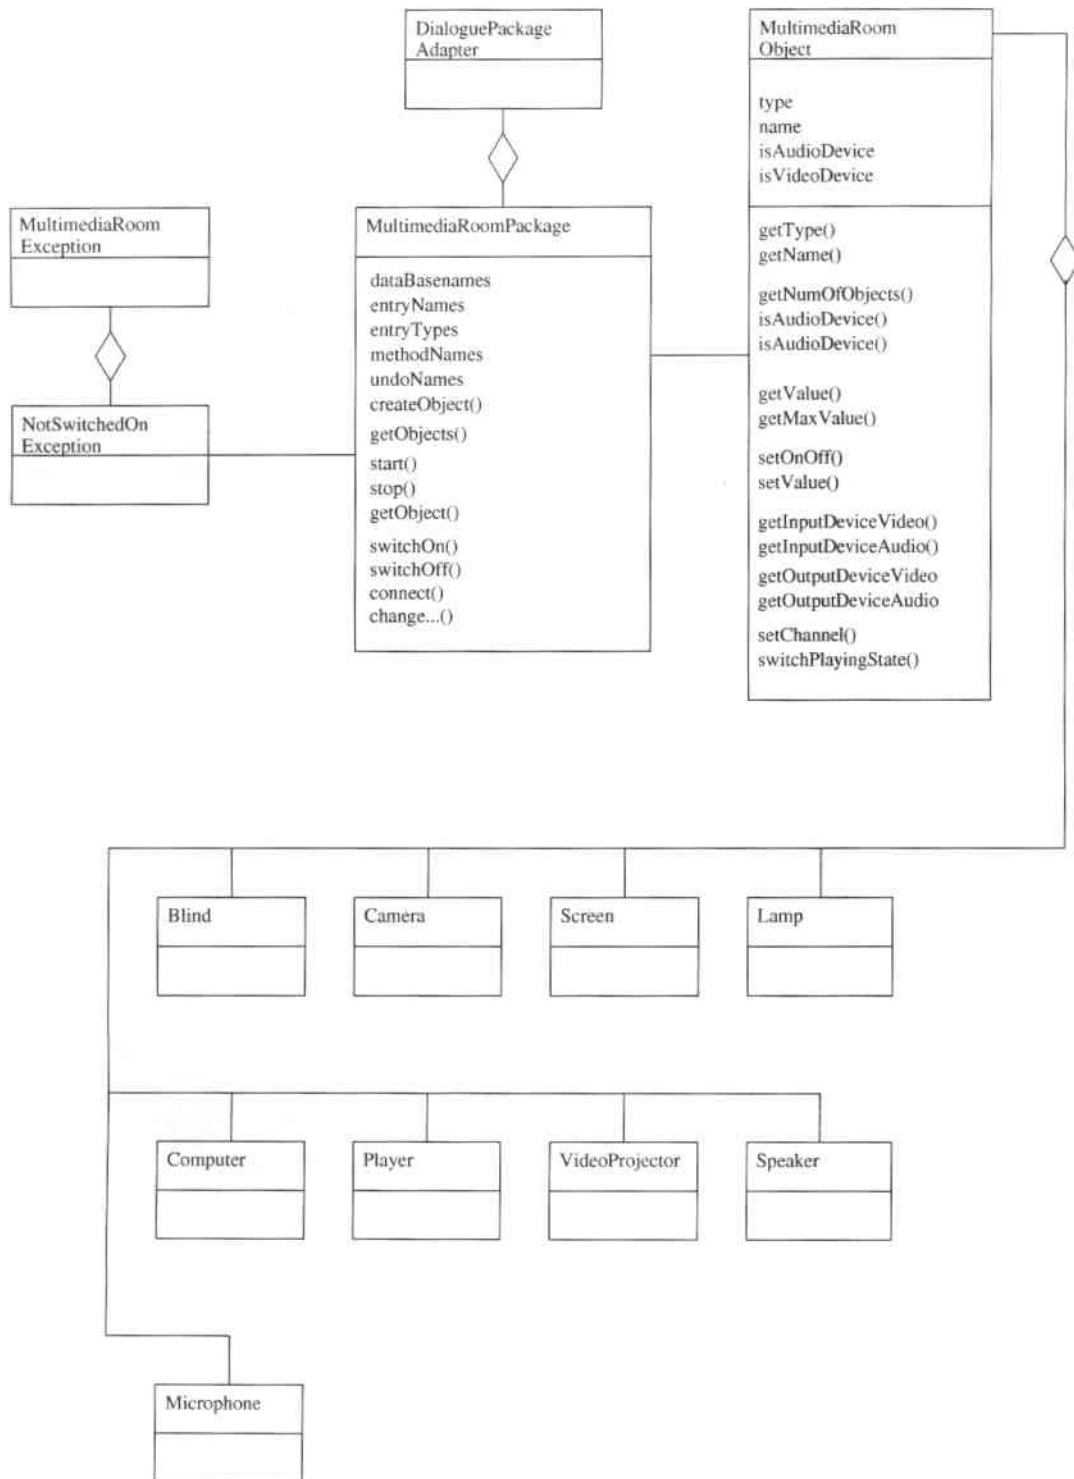 DialoguePackage
Adapter
MultimediaRoom
Object
type
name
isAudioDevice
isVideoDevice
getType()
getName()
getNumOfObjects()
isAudioDevice()
isAudioDevice()
getValue()
getMaxValue()
setOnOff()
setValue()
getInputDeviceVideo()
getInputDeviceAudio()
getOutputDeviceVideo
getOutputDeviceAudio
setChannel()
switchPlayingState()
MultimediaRoom
Exception
MultimediaRoomPackage
dataBasenames
entryNames
entryTypes
methodNames
undoNames
createObject()
getObjects()
start()
stop()
getObject()
switchOn()
switchOff()
connect()
change...()
NotSwitchedOn
Exception
Blind
Camera
Screen
Lamp
Computer
Player
VideoProjector
Speaker
Microphone